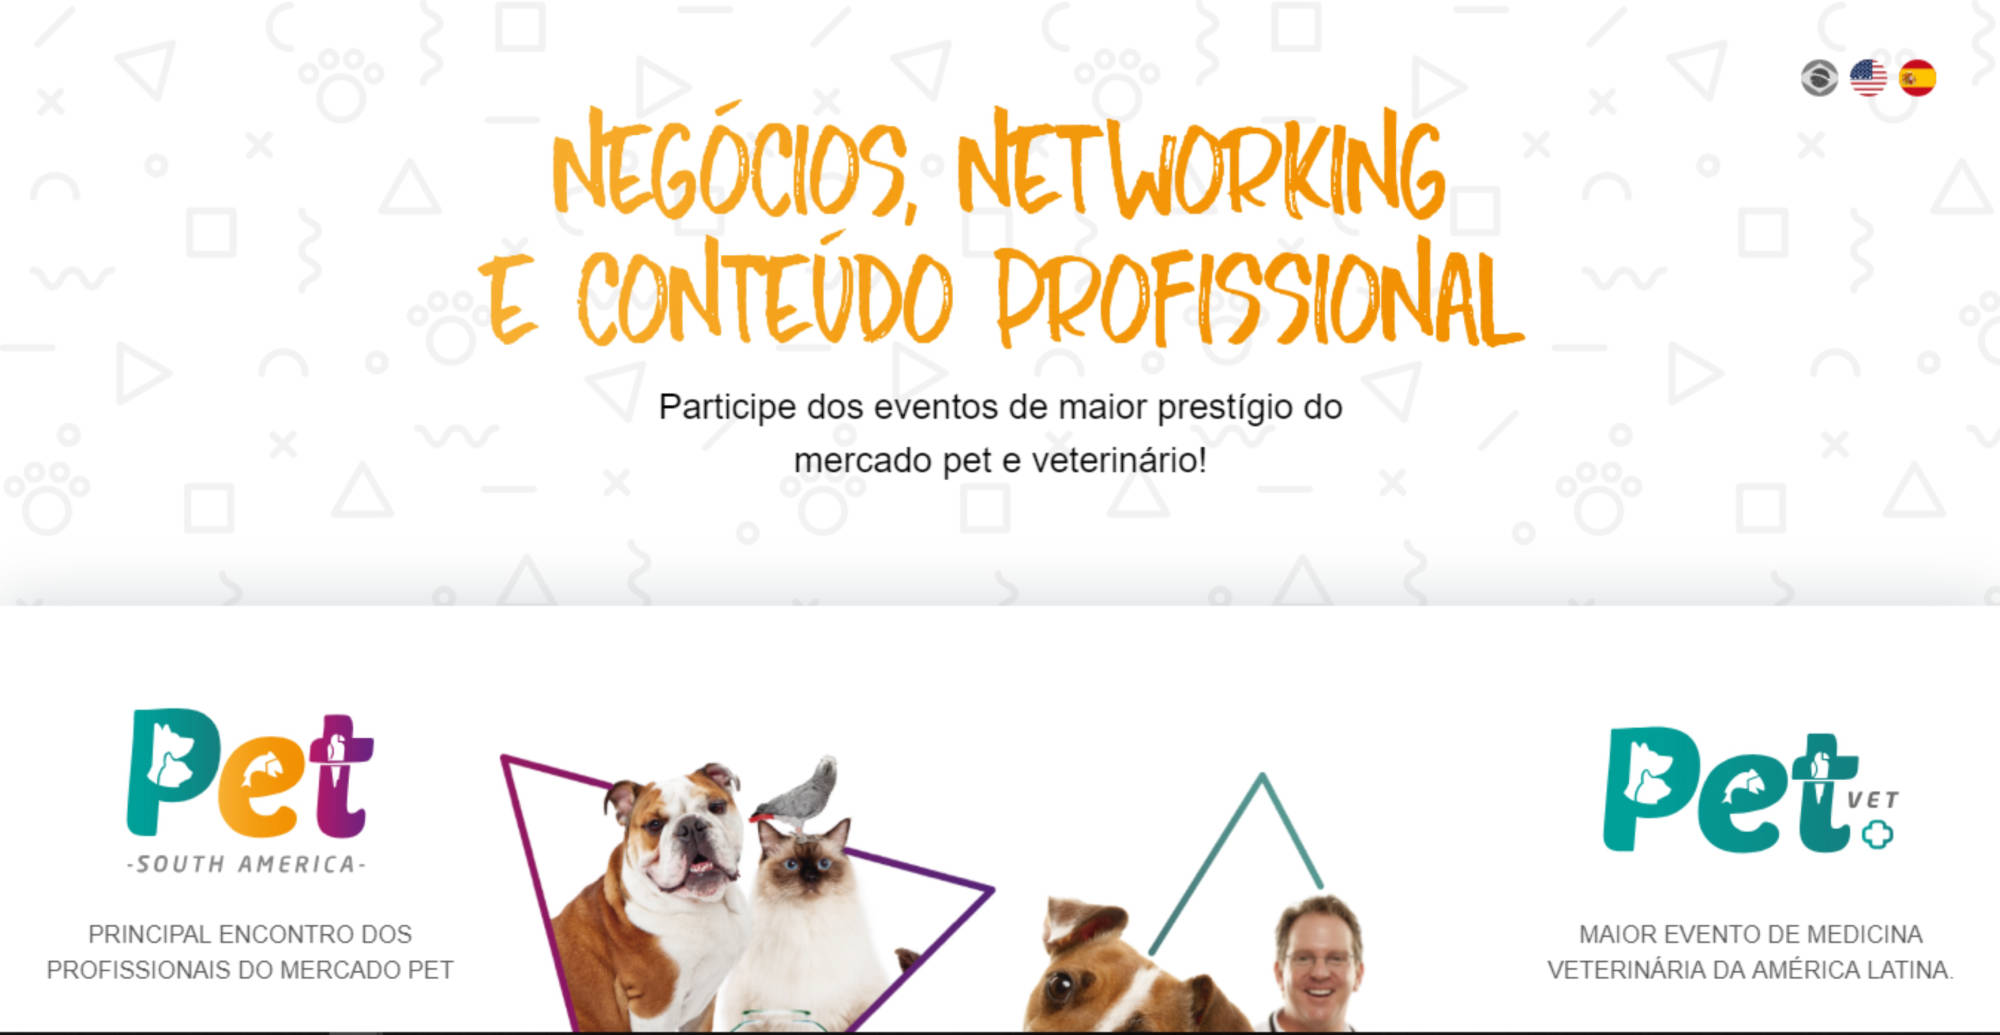 NEGÓCIOS, NETWORKING
E CONTEÚDO PROFISSIONAL
Participe dos eventos de maior prestígio do
mercado pet e veterinário!
Pet
-SOUTH AMERICA-
PRINCIPAL ENCONTRO DOS
PROFISSIONAIS DO MERCADO PET
Pet VET
MAIOR EVENTO DE MEDICINA
VETERINÁRIA DA AMÉRICA LATINA.